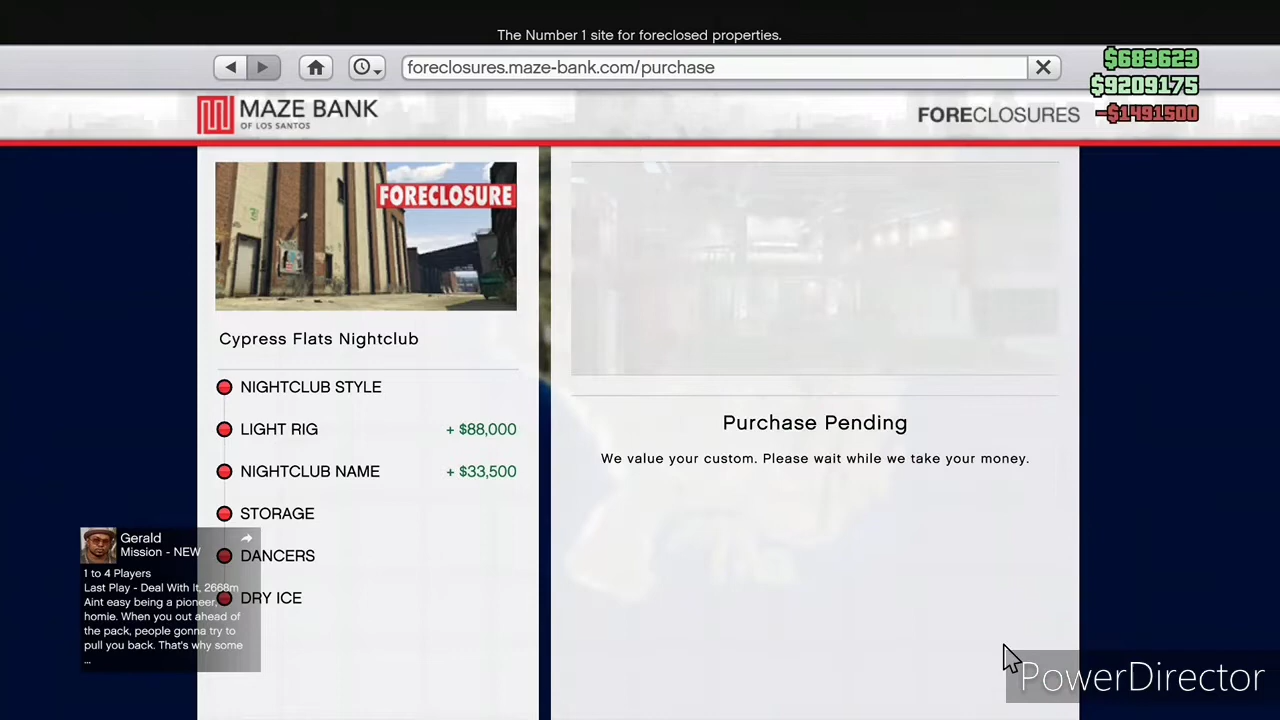 The Number 1 site for foreclosed properties.
foreclosures.maze-bank.com/purchase
$683623
$9209175
-$1491500
MAZE BANK
OF LOS SANTOS
FORECLOSURES
FORECLOSURE
Cypress Flats Nightclub
NIGHTCLUB STYLE
LIGHT RIG + $88,000
NIGHTCLUB NAME + $33,500
STORAGE
DANCERS
DRY ICE
Purchase Pending
We value your custom. Please wait while we take your money.
Gerald
Mission - NEW
1 to 4 Players
Last Play - Deal With It, 2668m
Aint easy being a pioneer,
homie. When you out ahead of
the pack, people gonna try to
pull you back. That's why some
...
PowerDirector